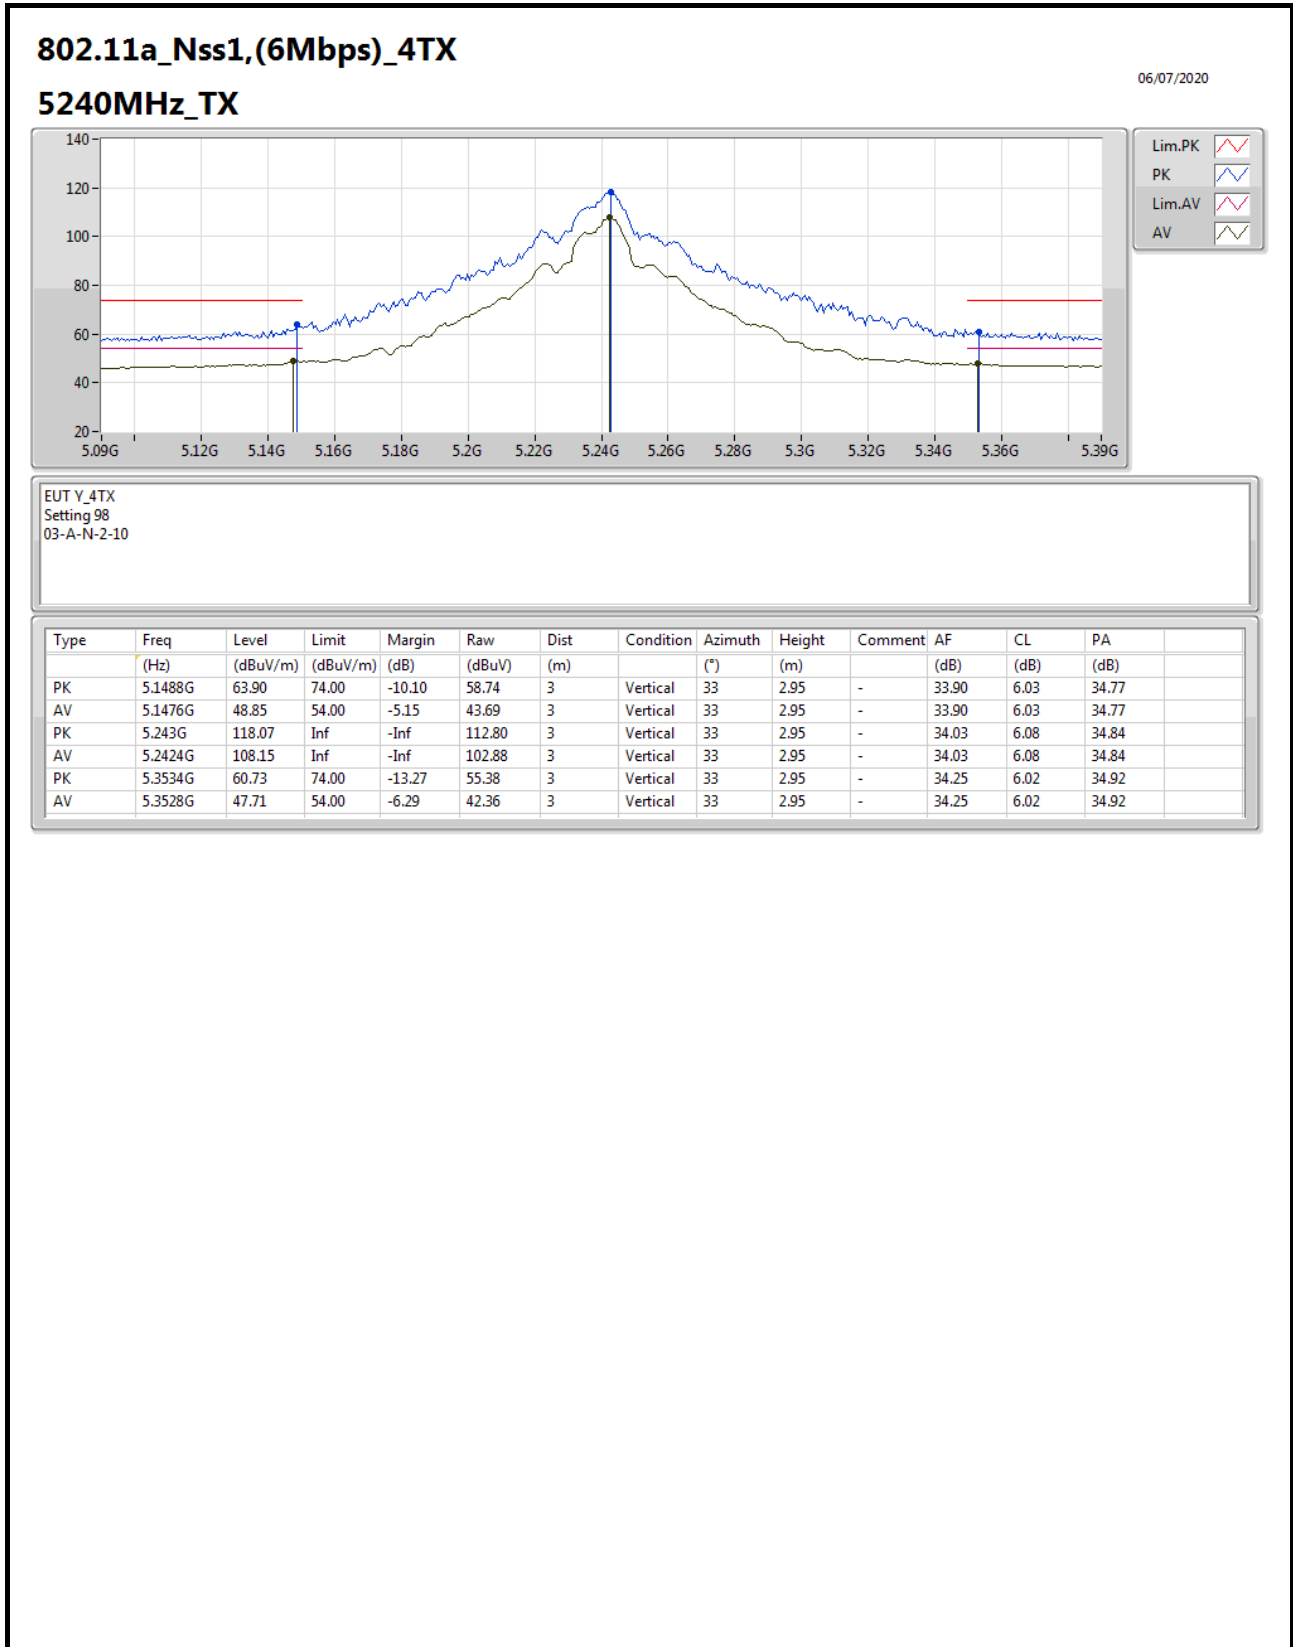 802.11a_Nss1,(6Mbps)_4TX
06/07/2020
5240MHz_TX
140
120
100
80
60
40
20
5.09G 5.12G 5.14G 5.16G 5.18G 5.2G 5.22G 5.24G 5.26G 5.28G 5.3G 5.32G 5.34G 5.36G 5.39G
Lim.PK
PK
Lim.AV
AV
EUT Y_4TX
Setting 98
03-A-N-2-10
Type Freq Level Limit Margin Raw Dist Condition Azimuth Height Comment AF CL PA
(Hz) (dBuV/m) (dBuV/m) (dB) (dBuV) (m) (°) (m) (dB) (dB) (dB)
PK 5.1488G 63.90 74.00 -10.10 58.74 3 Vertical 33 2.95 - 33.90 6.03 34.77
AV 5.1476G 48.85 54.00 -5.15 43.69 3 Vertical 33 2.95 - 33.90 6.03 34.77
PK 5.243G 118.07 Inf -Inf 112.80 3 Vertical 33 2.95 - 34.03 6.08 34.84
AV 5.2424G 108.15 Inf -Inf 102.88 3 Vertical 33 2.95 - 34.03 6.08 34.84
PK 5.3534G 60.73 74.00 -13.27 55.38 3 Vertical 33 2.95 - 34.25 6.02 34.92
AV 5.3528G 47.71 54.00 -6.29 42.36 3 Vertical 33 2.95 - 34.25 6.02 34.92